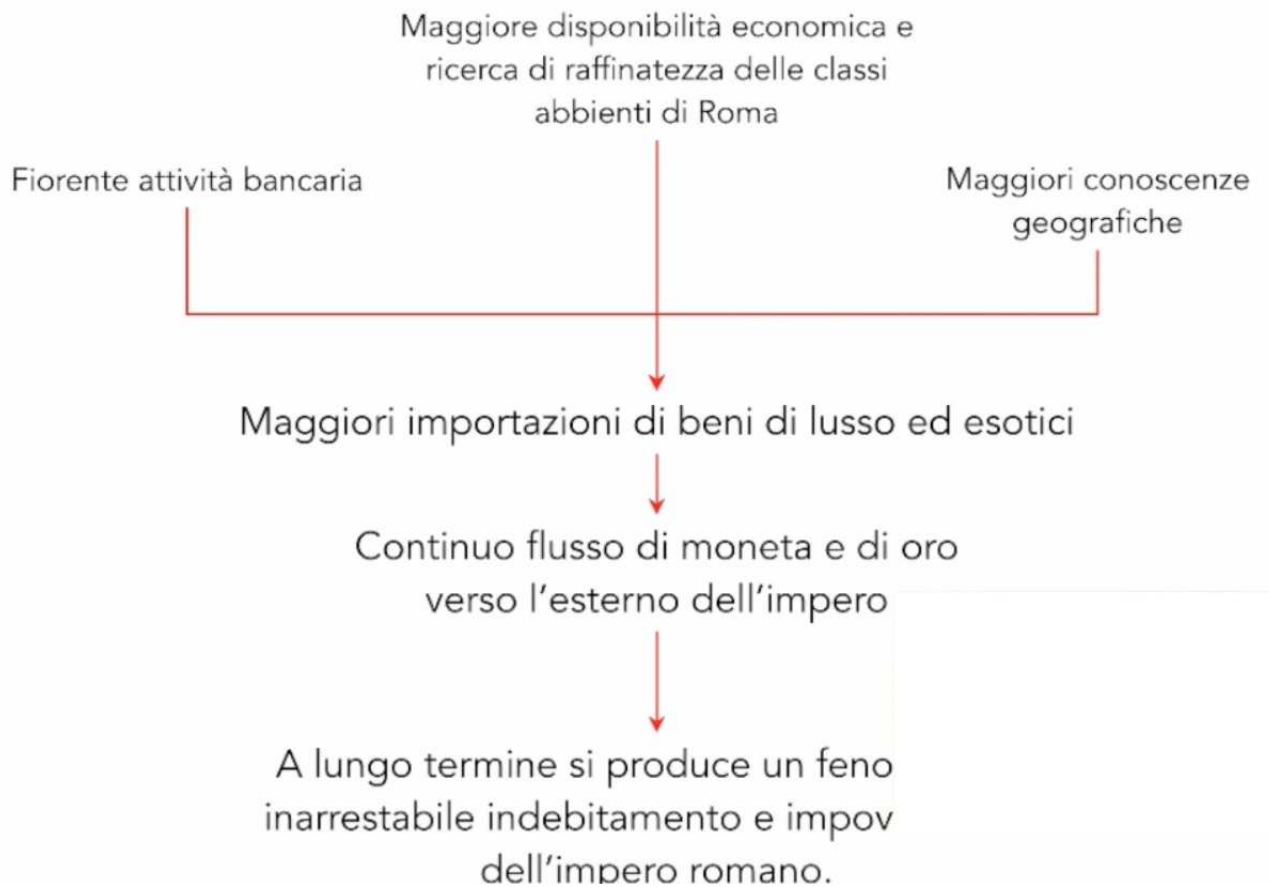 Maggiore disponibilità economica e
ricerca di raffinatezza delle classi
abbienti di Roma
Fiorente attività bancaria
Maggiori conoscenze
geografiche
Maggiori importazioni di beni di lusso ed esotici
Continuo flusso di moneta e di oro
verso l'esterno dell'impero
A lungo termine si produce un feno
inarrestabile indebitamento e impov
dell'impero romano.